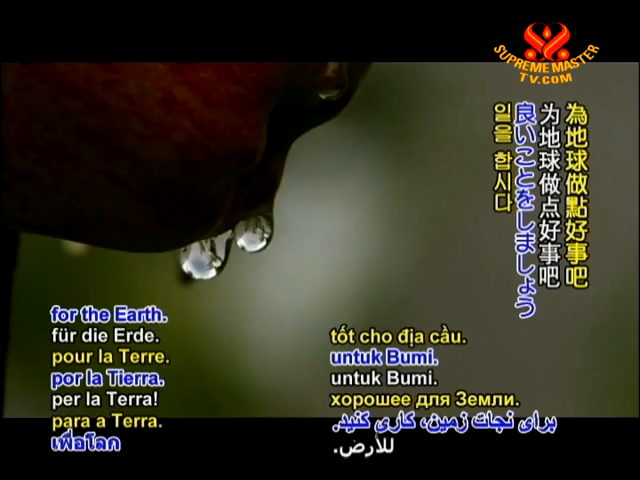 SUPREME MASTER
TV.COM
為地球做點好事吧
为地球做点好事吧
良いことをしましょう
일을 합시다
for the Earth.
für die Erde.
pour la Terre.
por la Tierra.
per la Terra!
para a Terra.
เพื่อโลก
tốt cho địa cầu.
untuk Bumi.
untuk Bumi.
хорошее для Земли.
برای نجات زمین، کاری کنید.
للأرض.